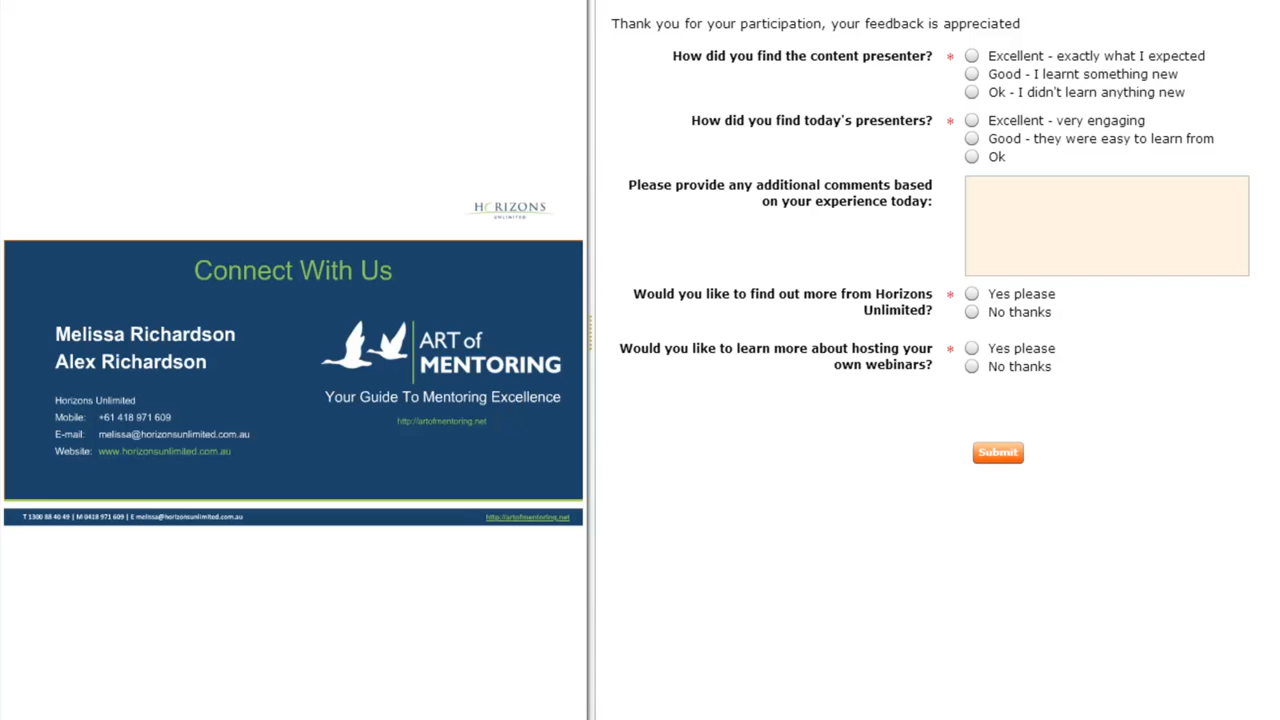 HORIZONS
UNLIMITED
Connect With Us
Melissa Richardson
Alex Richardson
Horizons Unlimited
Mobile: +61 418 971 609
E-mail: melissa@horizonsunlimited.com.au
Website: www.horizonsunlimited.com.au
ART of
MENTORING
Your Guide To Mentoring Excellence
http://artofmentoring.net
T 1300 88 40 49 | M 0418 971 609 | E melissa@horizonsunlimited.com.au
http://artofmentoring.net
Thank you for your participation, your feedback is appreciated
How did you find the content presenter? * Excellent - exactly what I expected
Good - I learnt something new
Ok - I didn't learn anything new
How did you find today's presenters? * Excellent - very engaging
Good - they were easy to learn from
Ok
Please provide any additional comments based
on your experience today:
Would you like to find out more from Horizons * Yes please
Unlimited? No thanks
Would you like to learn more about hosting your * Yes please
own webinars? No thanks
Submit